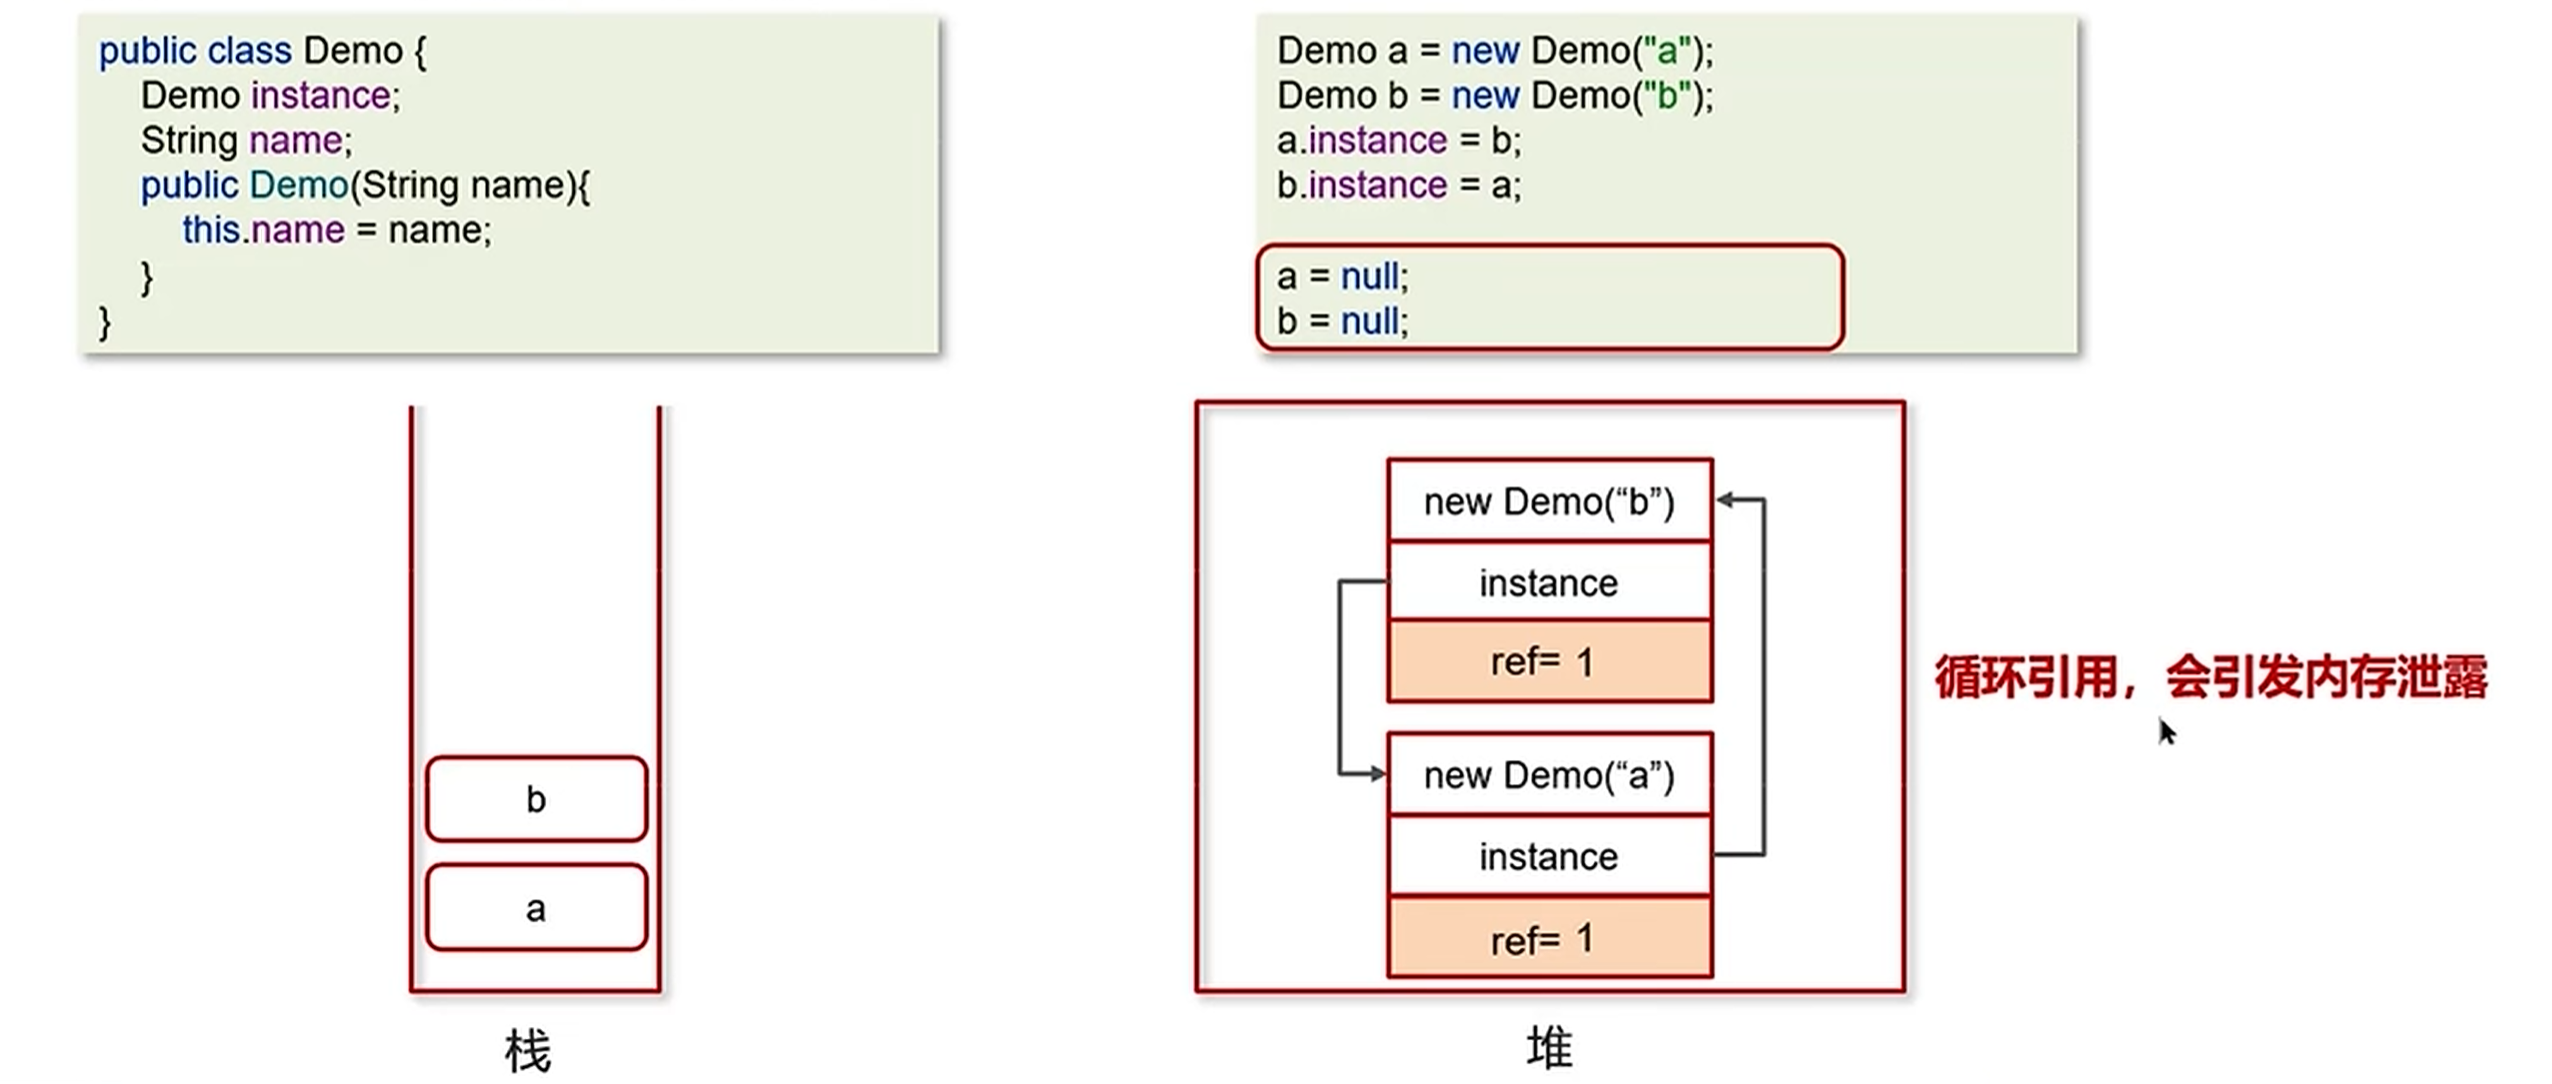 public class Demo {
Demo instance;
String name;
public Demo(String name){
this.name = name;
}
}
Demo a = new Demo("a");
Demo b = new Demo("b");
a.instance = b;
b.instance = a;
a = null;
b = null;
b
a
栈
new Demo(“b”)
instance
ref= 1
new Demo(“a”)
instance
ref= 1
堆
循环引用，会引发内存泄露